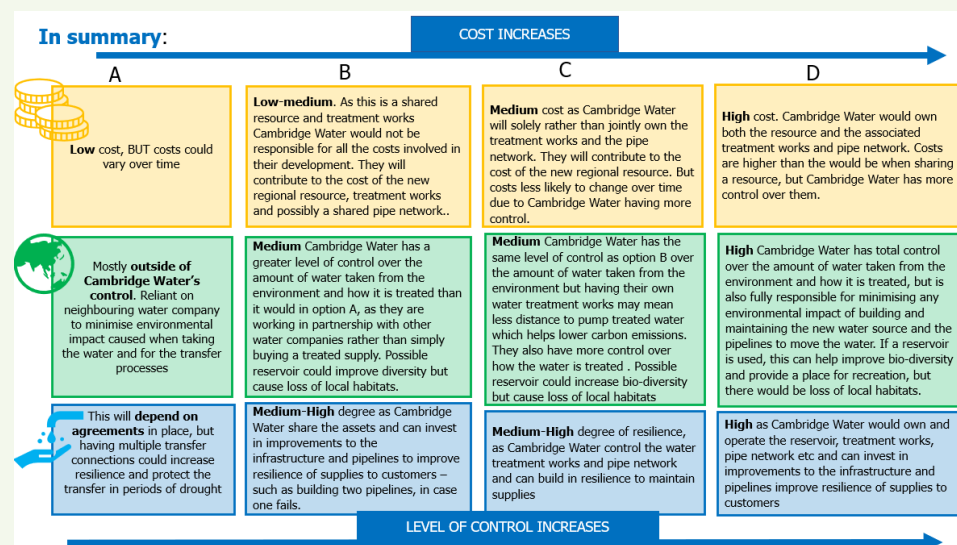 In summary:
COST INCREASES
A
B
C
D
Low cost, BUT costs could
vary over time
Low-medium. As this is a shared
resource and treatment works
Cambridge Water would not be
responsible for all the costs involved in
their development. They will
contribute to the cost of the new
regional resource, treatment works
and possibly a shared pipe network..
Medium cost as Cambridge Water
will solely rather than jointly own the
treatment works and the pipe
network. They will contribute to the
cost of the new regional resource. But
costs less likely to change over time
due to Cambridge Water having more
control.
High cost. Cambridge Water would own
both the resource and the associated
treatment works and pipe network. Costs
are higher than the would be when sharing
a resource, but Cambridge Water has more
control over them.
Mostly outside of
Cambridge Water's
control. Reliant on
neighbouring water company
to minimise environmental
impact caused when taking
the water and for the transfer
processes
Medium Cambridge Water has a
greater level of control over the
amount of water taken from the
environment and how it is treated than
it would in option A, as they are
working in partnership with other
water companies rather than simply
buying a treated supply. Possible
reservoir could improve diversity but
cause loss of local habitats.
Medium Cambridge Water has the
same level of control as option B over
the amount of water taken from the
environment but having their own
water treatment works may mean
less distance to pump treated water
which helps lower carbon emissions.
They also have more control over
how the water is treated . Possible
reservoir could increase bio-diversity
but cause loss of local habitats
High Cambridge Water has total control
over the amount of water taken from the
environment and how it is treated, but is
also fully responsible for minimising any
environmental impact of building and
maintaining the new water source and the
pipelines to move the water. If a reservoir
is used, this can help improve bio-diversity
and provide a place for recreation, but
there would be loss of local habitats.
This will depend on
agreements in place, but
having multiple transfer
connections could increase
resilience and protect the
transfer in periods of drought
Medium-High degree as Cambridge
Water share the assets and can invest
in improvements to the
infrastructure and pipelines to improve
resilience of supplies to customers –
such as building two pipelines, in case
one fails.
Medium-High degree of resilience,
as Cambridge Water control the water
treatment works and pipe network
and can build in resilience to maintain
supplies
High as Cambridge Water would own and
operate the reservoir, treatment works,
pipe network etc and can invest in
improvements to the infrastructure and
pipelines improve resilience of supplies to
customers
LEVEL OF CONTROL INCREASES